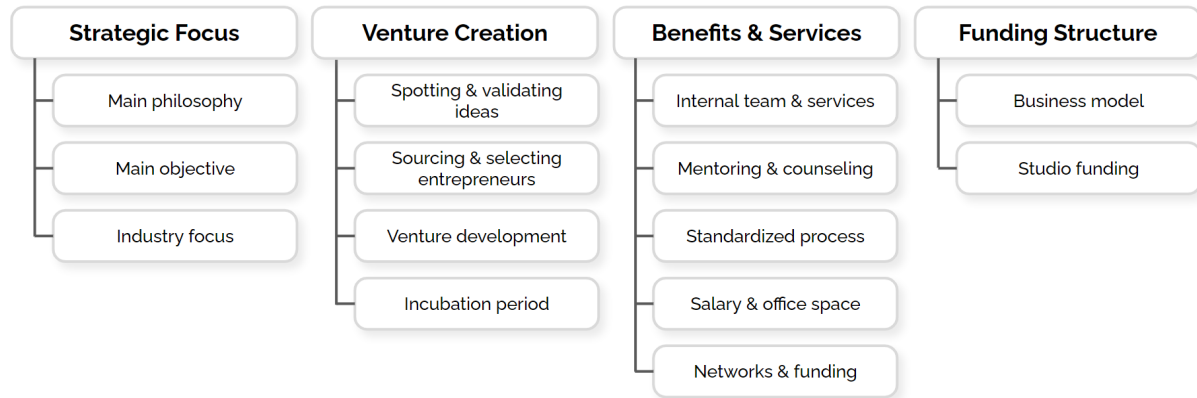 Strategic Focus
Main philosophy
Main objective
Industry focus
Venture Creation
Spotting & validating
ideas
Sourcing & selecting
entrepreneurs
Venture development
Incubation period
Benefits & Services
Internal team & services
Mentoring & counseling
Standardized process
Salary & office space
Networks & funding
Funding Structure
Business model
Studio funding